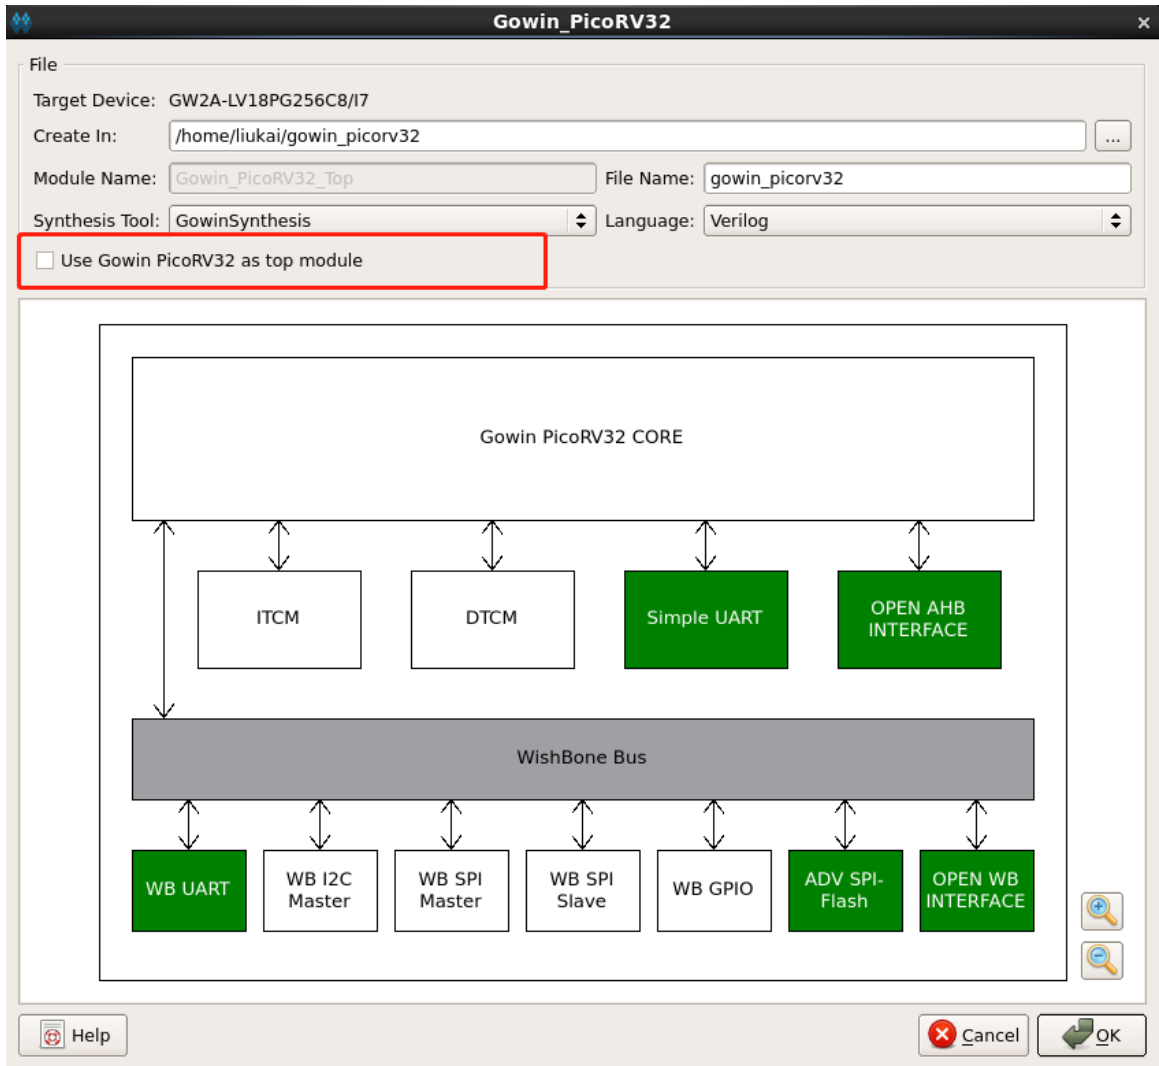 Gowin_PicoRV32
File
Target Device: GW2A-LV18PG256C8/I7
Create In: /home/liukai/gowin_picorv32 ...
Module Name: Gowin_PicoRV32_Top File Name: gowin_picorv32
Synthesis Tool: GowinSynthesis Language: Verilog
Use Gowin PicoRV32 as top module
Gowin PicoRV32 CORE
ITCM
DTCM
Simple UART
OPEN AHB
INTERFACE
WishBone Bus
WB UART
WB I2C
Master
WB SPI
Master
WB SPI
Slave
WB GPIO
ADV SPI-
Flash
OPEN WB
INTERFACE
Help
Cancel
OK